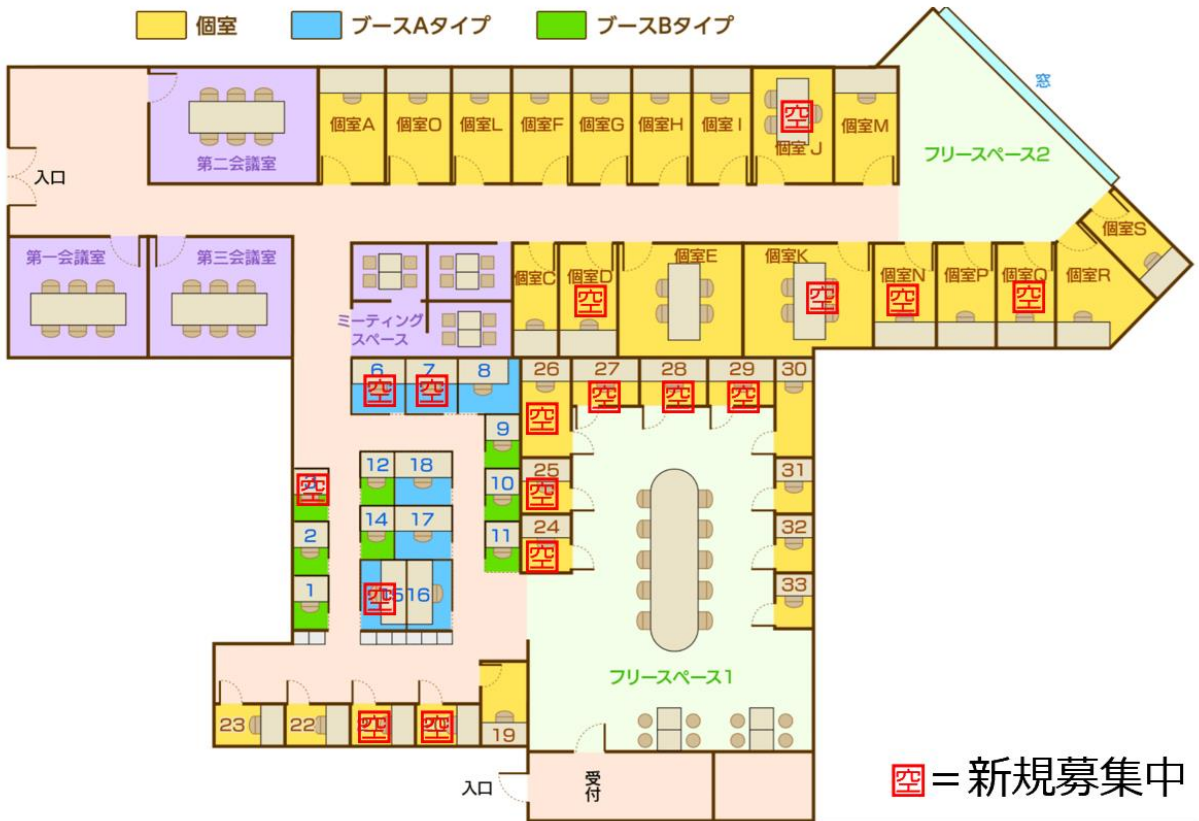 個室 ブースAタイプ ブースBタイプ
窓
個室A 個室O 個室L 個室F 個室G 個室H 個室I 空 個室J 個室M
第二会議室
フリースペース2
入口
個室S
第一会議室 第三会議室
個室C 個室D 空 個室E 個室K 空 個室N 空 個室P 個室Q 空 個室R
ミーティング
スペース
6 空 7 空 8 26 空 27 空 28 空 29 空 30
9
12 18 25 空 31
空 10
14 17 24 空 32
2 11
1 15 空 16 33
フリースペース1
23 22 空 空 19
入口
受付
空=新規募集中